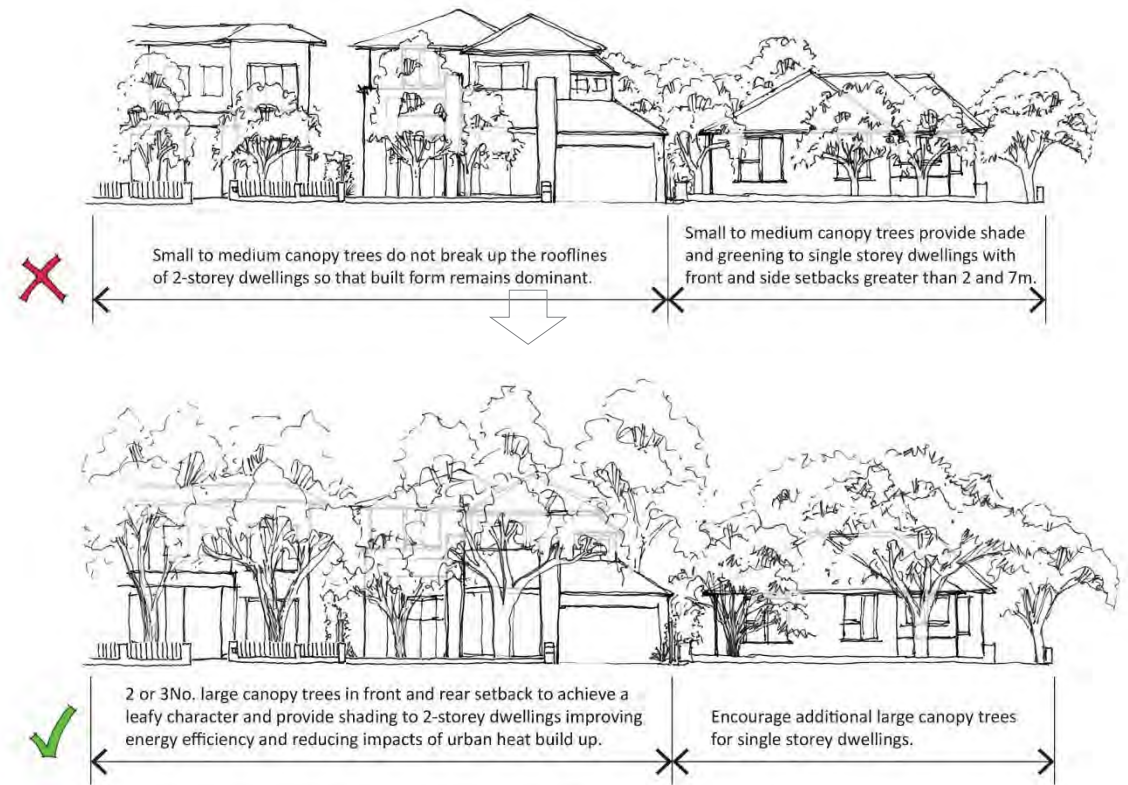 Small to medium canopy trees do not break up the rooflines
of 2-storey dwellings so that built form remains dominant.
Small to medium canopy trees provide shade
and greening to single storey dwellings with
front and side setbacks greater than 2 and 7m.
2 or 3No. large canopy trees in front and rear setback to achieve a
leafy character and provide shading to 2-storey dwellings improving
energy efficiency and reducing impacts of urban heat build up.
Encourage additional large canopy trees
for single storey dwellings.